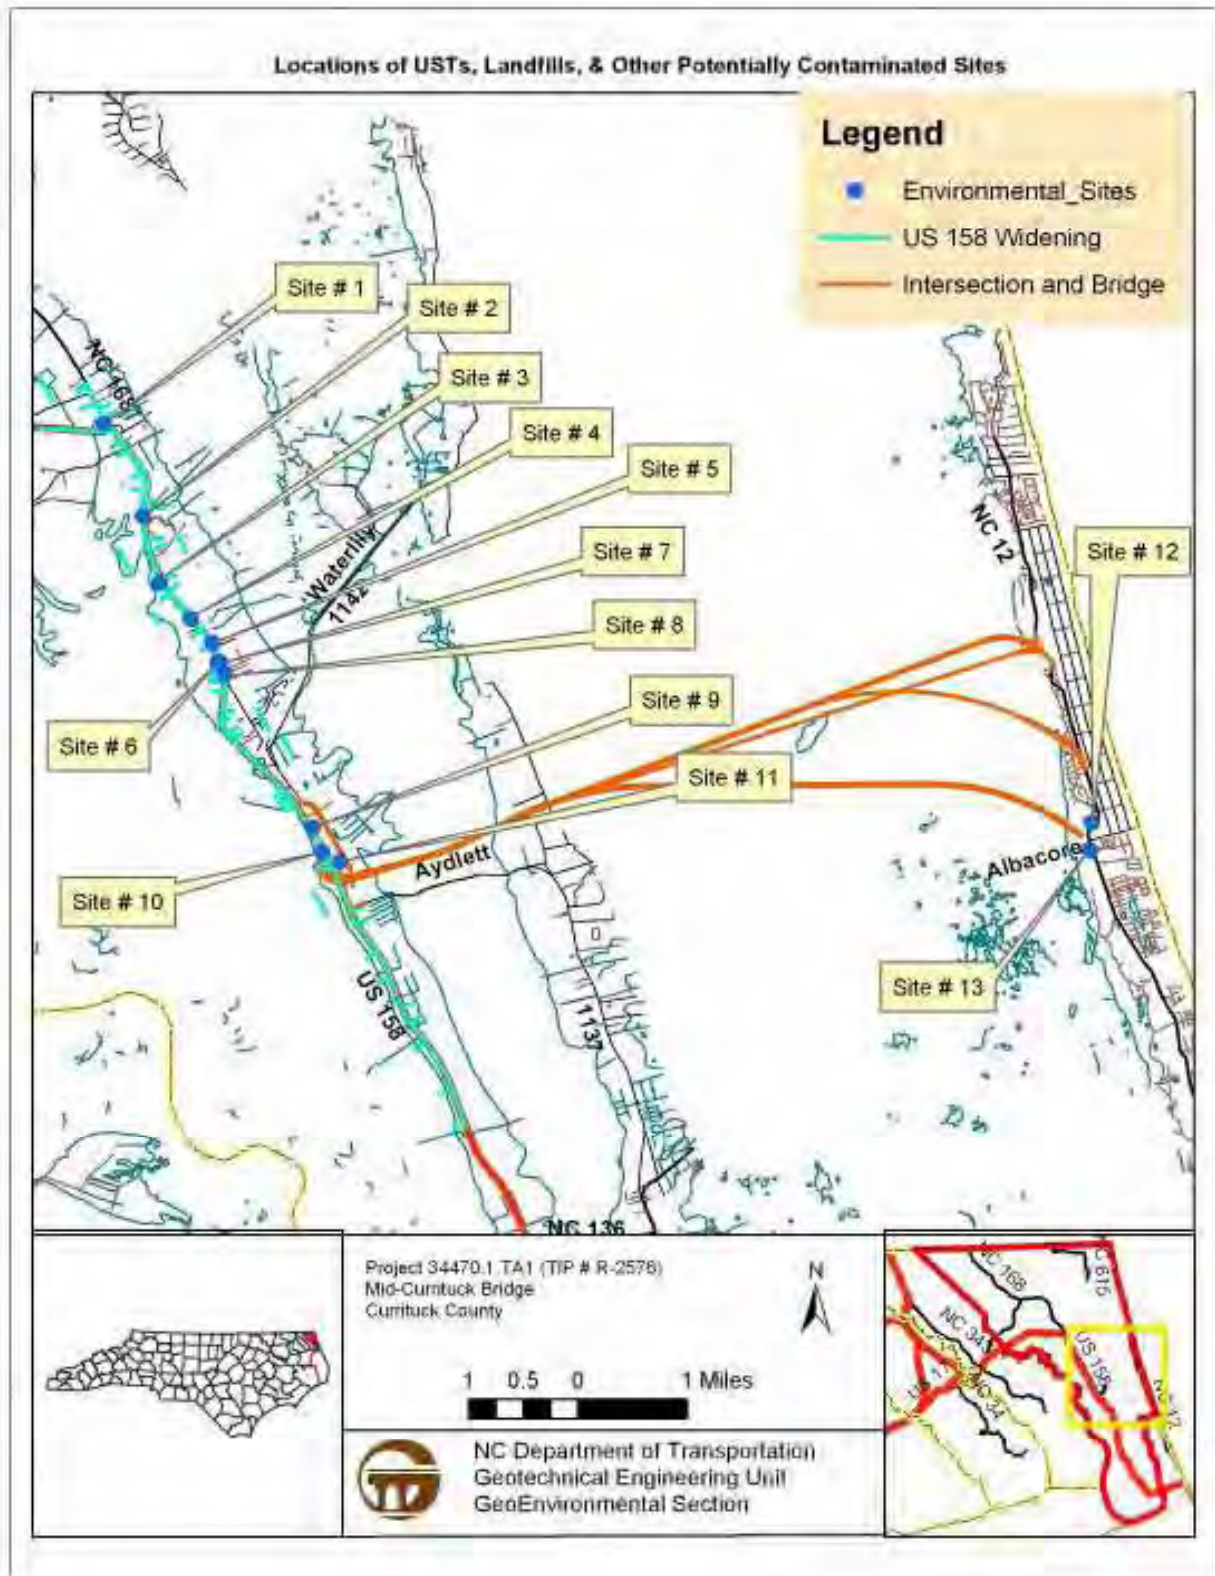 Locations of USTs, Landfills, & Other Potentially Contaminated Sites
Legend
Environmental_Sites
US 158 Widening
Intersection and Bridge
Site # 1
Site # 2
Site # 3
Site # 4
Site # 5
Site # 7
Site # 8
Site # 6
Site # 9
Site # 11
Site # 10
Site # 12
Site # 13
NC 168
Waterlily
1142
NC 12
Aydlett
Albacore
US 158
1137
NC 136
Project 34470.1.TA1 (TIP # R-2576)
Mid-Currituck Bridge
Currituck County
N
1 0.5 0 1 Miles
NC Department of Transportation
Geotechnical Engineering Unit
GeoEnvironmental Section
NC 168
NC 615
NC 34
US 158
NC 34
NC 12